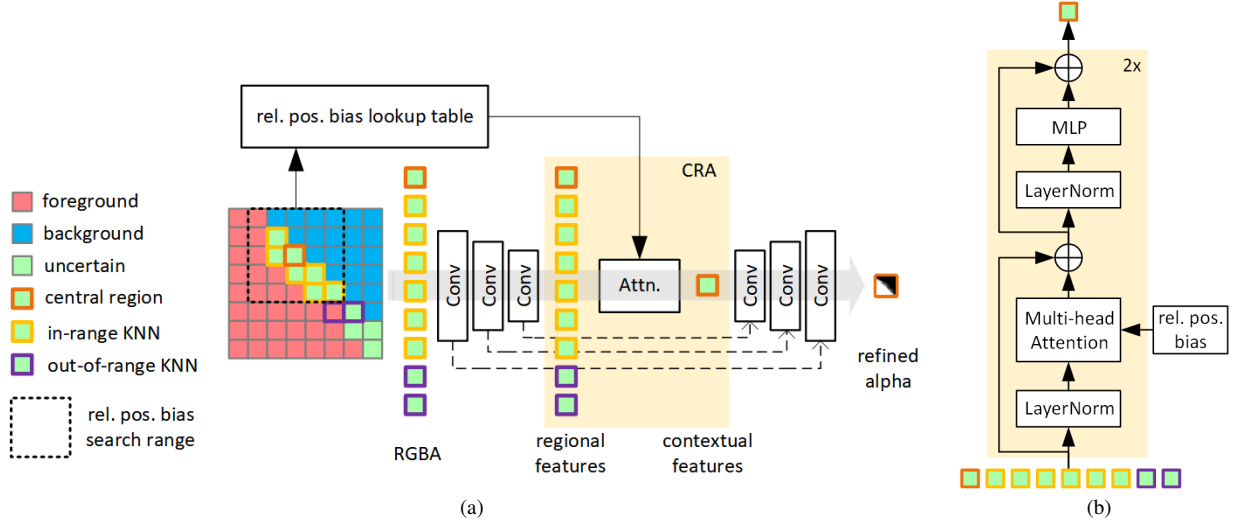 rel. pos. bias lookup table
foreground
background
uncertain
central region
in-range KNN
out-of-range KNN
rel. pos. bias
search range
RGBA
Conv
Conv
Conv
regional
features
CRA
Attn.
contextual
features
Conv
Conv
Conv
refined
alpha
(a)
2x
MLP
LayerNorm
Multi-head
Attention
rel. pos.
bias
LayerNorm
(b)